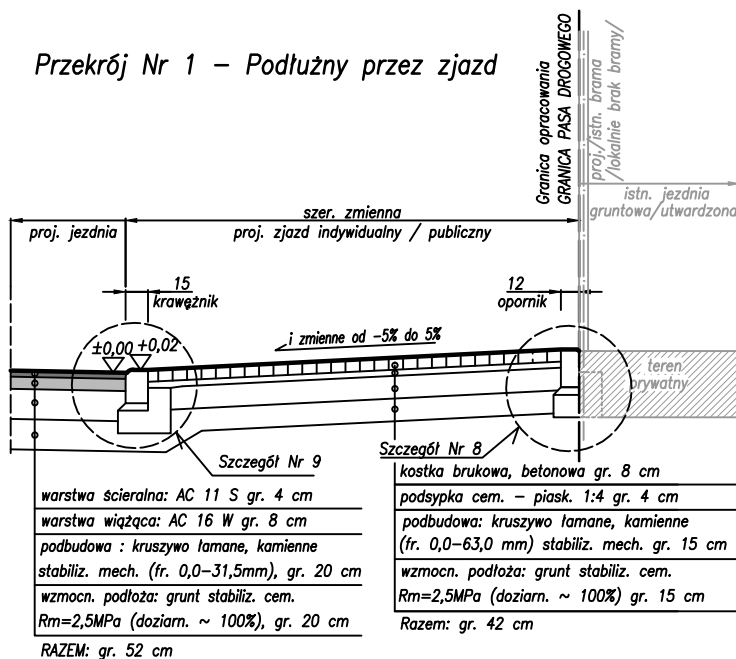 Przekrój Nr 1 – Podłużny przez zjazd
Granica opracowania
GRANICA PASA DROGOWEGO
proj./istn. brama
/lokalnie brak bramy/
istn. jezdnia
gruntowa/utwardzona
szer. zmienna
proj. jezdnia
proj. zjazd indywidualny / publiczny
15
krawężnik
12
opornik
±0,00
+0,02
i zmienne od -5% do 5%
teren
prywatny
Szczegół Nr 9
Szczegół Nr 8
warstwa ścieralna: AC 11 S gr. 4 cm
warstwa wiążąca: AC 16 W gr. 8 cm
podbudowa : kruszywo łamane, kamienne
stabiliz. mech. (fr. 0,0–31,5mm), gr. 20 cm
wzmocn. podłoża: grunt stabiliz. cem.
Rm=2,5MPa (doziarn. ~ 100%), gr. 20 cm
RAZEM: gr. 52 cm
kostka brukowa, betonowa gr. 8 cm
podsypka cem. – piask. 1:4 gr. 4 cm
podbudowa: kruszywo łamane, kamienne
(fr. 0,0–63,0 mm) stabiliz. mech. gr. 15 cm
wzmocn. podłoża: grunt stabiliz. cem.
Rm=2,5MPa (doziarn. ~ 100%) gr. 15 cm
Razem: gr. 42 cm